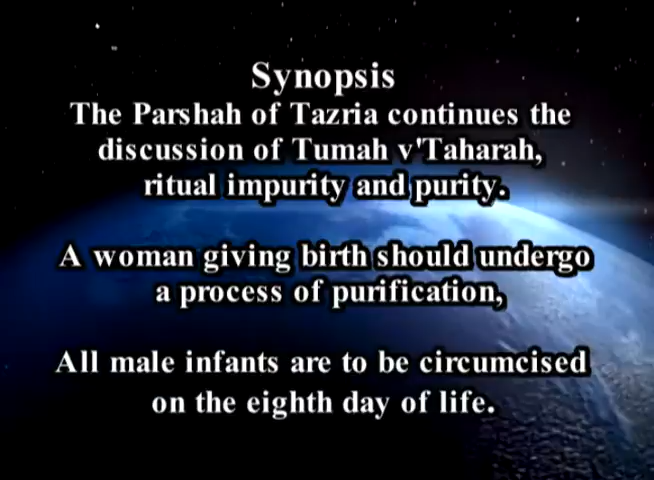 Synopsis
The Parshah of Tazria continues the
discussion of Tumah v'Taharah,
ritual impurity and purity.
A woman giving birth should undergo
a process of purification,
All male infants are to be circumcised
on the eighth day of life.